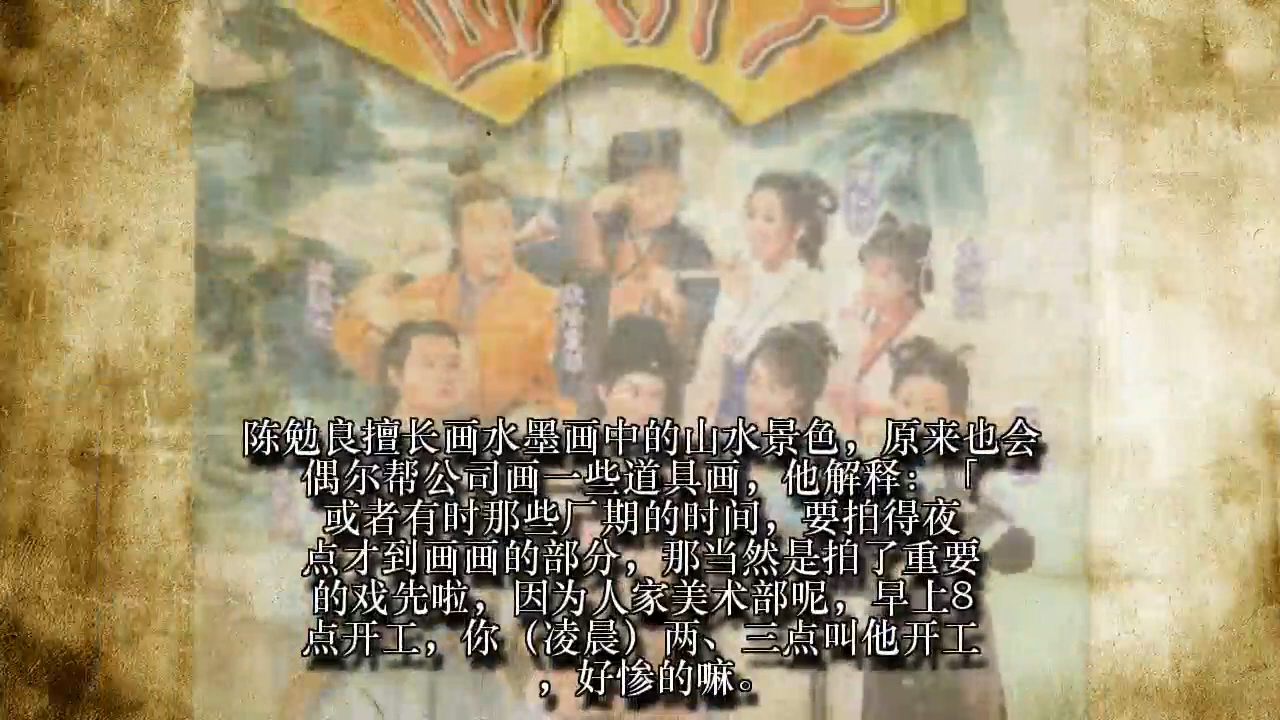 陈勉良擅长画水墨画中的山水景色，原来也会
偶尔帮公司画一些道具画，他解释：「
或者有时那些厂期的时间，要拍得夜
点才到画画的部分，那当然是拍了重要
的戏先啦，因为人家美术部呢，早上8
点开工，你（凌晨）两、三点叫他开工
，好惨的嘛。